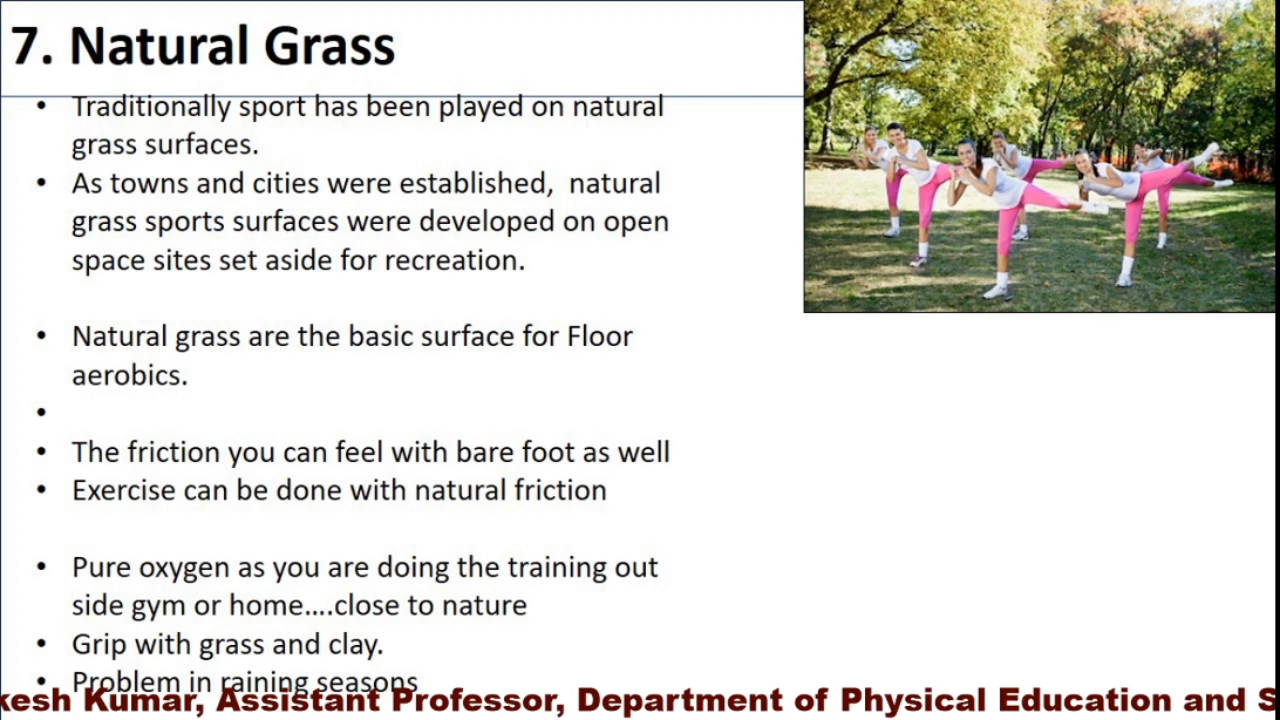 7. Natural Grass
• Traditionally sport has been played on natural
grass surfaces.
• As towns and cities were established,  natural
grass sports surfaces were developed on open
space sites set aside for recreation.
• Natural grass are the basic surface for Floor
aerobics.
•
• The friction you can feel with bare foot as well
• Exercise can be done with natural friction
• Pure oxygen as you are doing the training out
side gym or home....close to nature
• Grip with grass and clay.
• Problem in raining seasons
kesh Kumar, Assistant Professor, Department of Physical Education and S